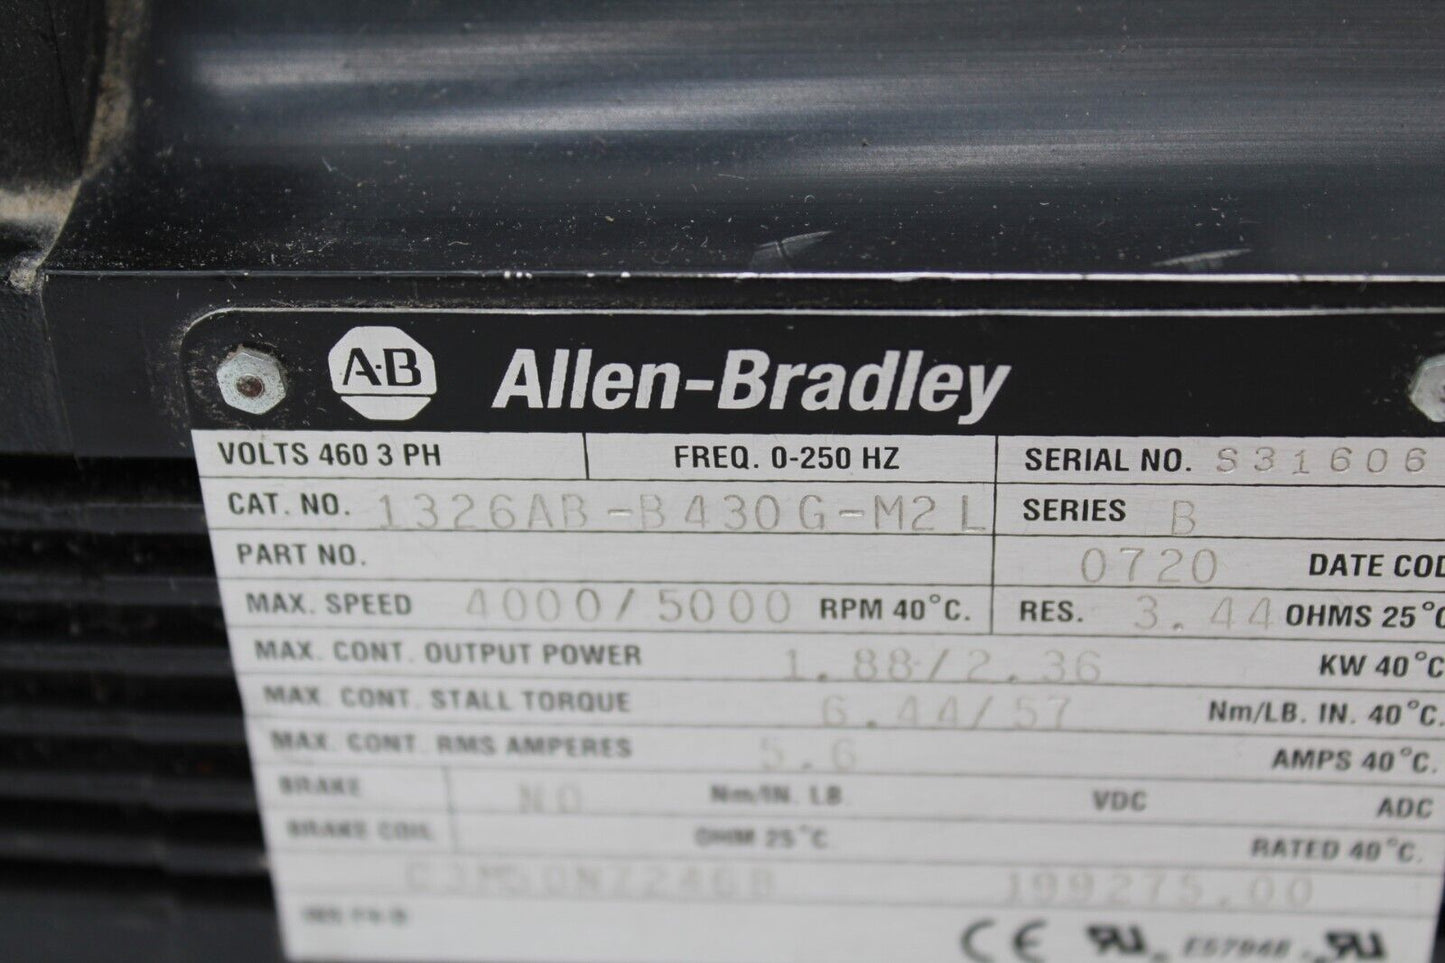 A·B Allen-Bradley
VOLTS 460 3 PH FREQ. 0-250 HZ SERIAL NO. S31606
CAT. NO. 1326AB-B430G-M2L SERIES B
PART NO. 0720 DATE COD
MAX. SPEED 4000/5000 RPM 40°C. RES. 3.44 OHMS 25°C
MAX. CONT. OUTPUT POWER 1.88/2.36 KW 40°C
MAX. CONT. STALL TORQUE 6.44/57 Nm/LB. IN. 40°C.
MAX. CONT. RMS AMPERES 5.6 AMPS 40°C.
BRAKE NO Nm/IN. LB. VDC ADC
BRAKE COIL OHM 25°C. RATED 40°C.
199275.00
CE